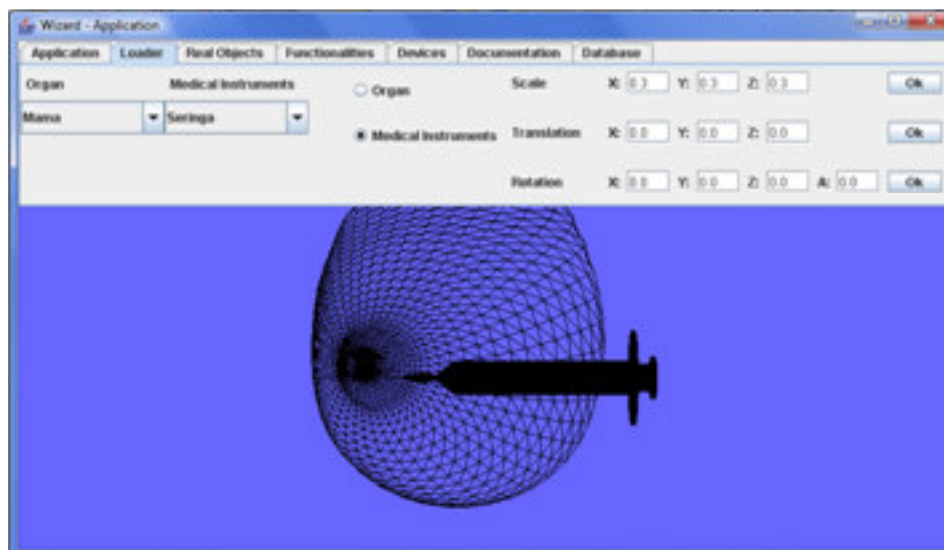 Wizard - Application
Application Loader Real Objects Functionalities Devices Documentation Database
Organ Medical Instruments Organ Scale X: 0.3 Y: 0.3 Z: 0.3 Ok
Mama Seringa Medical Instruments Translation X: 0.0 Y: 0.0 Z: 0.0 Ok
Rotation X: 0.0 Y: 0.0 Z: 0.0 A: 0.0 Ok